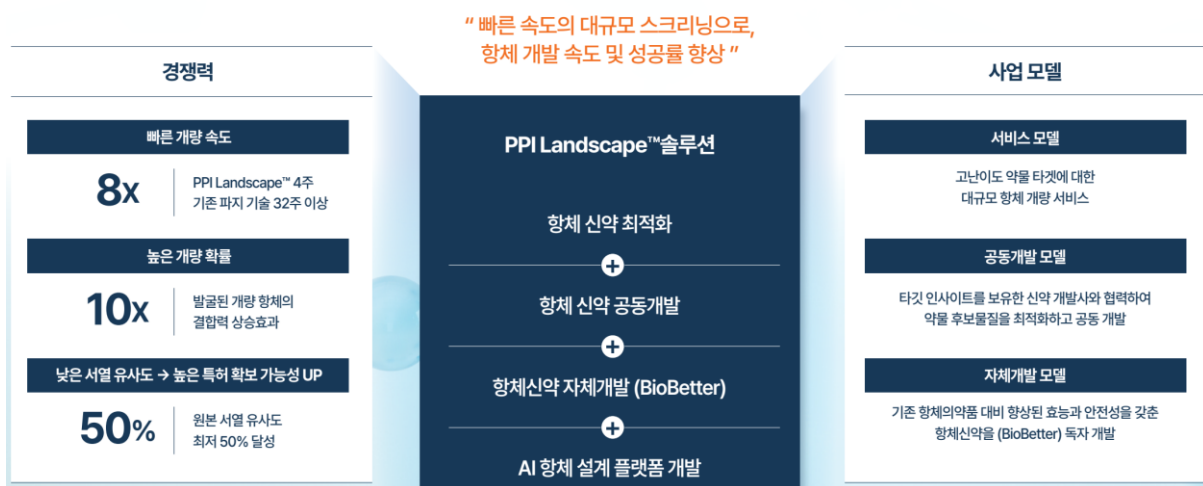 “ 빠른 속도의 대규모 스크리닝으로,
항체 개발 속도 및 성공률 향상 ”
경쟁력
빠른 개량 속도
8X
PPI Landscape™ 4주
기존 파지 기술 32주 이상
높은 개량 확률
10X
발굴된 개량 항체의
결합력 상승효과
낮은 서열 유사도 → 높은 특허 확보 가능성 UP
50%
원본 서열 유사도
최저 50% 달성
PPI Landscape™솔루션
항체 신약 최적화
+
항체 신약 공동개발
+
항체신약 자체개발 (BioBetter)
+
AI 항체 설계 플랫폼 개발
사업 모델
서비스 모델
고난이도 약물 타겟에 대한
대규모 항체 개량 서비스
공동개발 모델
타깃 인사이트를 보유한 신약 개발사와 협력하여
약물 후보물질을 최적화하고 공동 개발
자체개발 모델
기존 항체의약품 대비 향상된 효능과 안전성을 갖춘
항체신약을 (BioBetter) 독자 개발